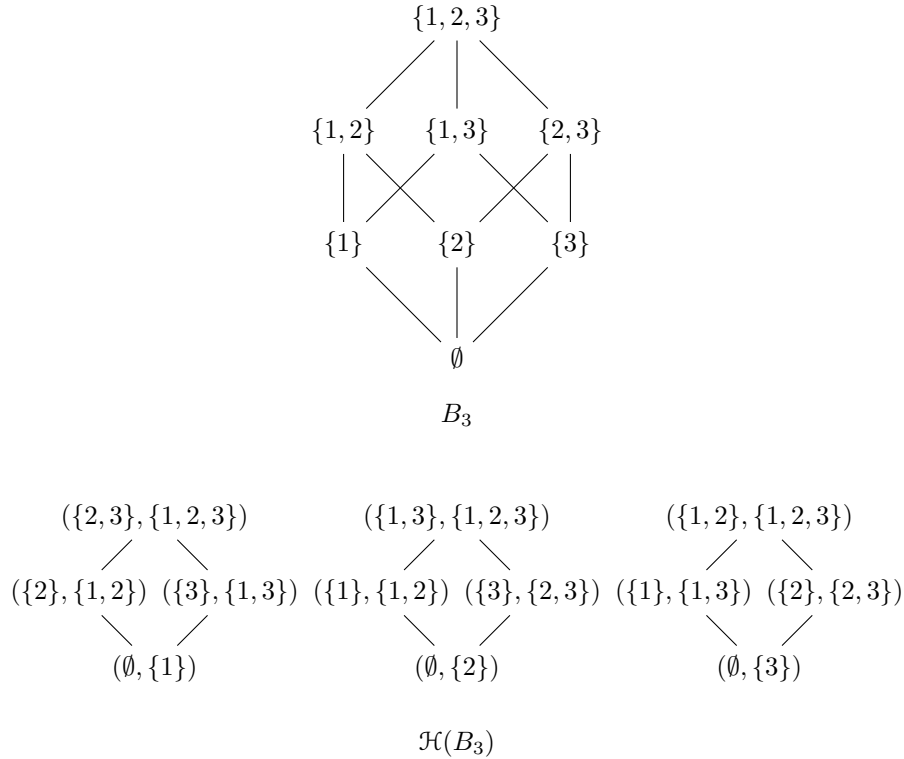 {1, 2, 3}
{1, 2} {1, 3} {2, 3}
{1} {2} {3}
∅
B₃
({2, 3}, {1, 2, 3}) ({1, 3}, {1, 2, 3}) ({1, 2}, {1, 2, 3})
({2}, {1, 2}) ({3}, {1, 3}) ({1}, {1, 2}) ({3}, {2, 3}) ({1}, {1, 3}) ({2}, {2, 3})
(∅, {1}) (∅, {2}) (∅, {3})
ℋ(B₃)